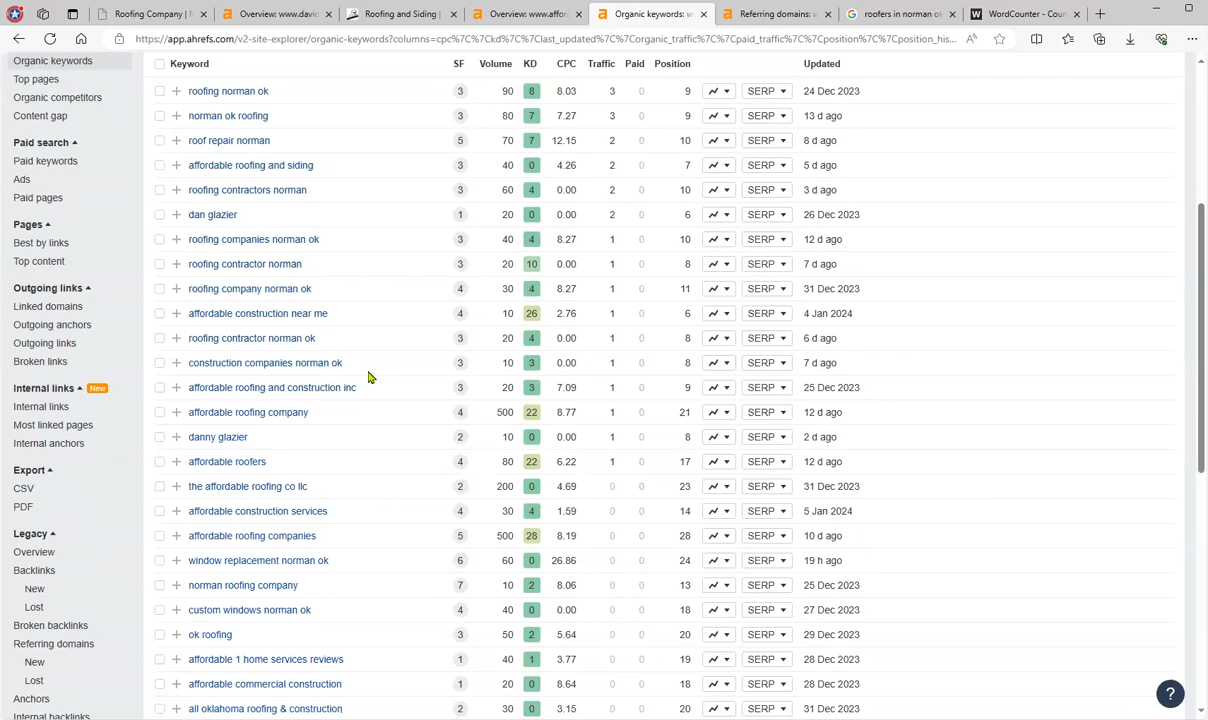 Roofing Company | N
Overview: www.david
Roofing and Siding |
Overview: www.afford
Organic keywords: w
Referring domains: w
roofers in norman ok
WordCounter - Coun
https://app.ahrefs.com/v2-site-explorer/organic-keywords?columns=cpc%7C%7Ckd%7C%7Clast_updated%7C%7Corganic_traffic%7C%7Cpaid_traffic%7C%7Cposition%7C%7Cposition_his...
Organic keywords
Top pages
Organic competitors
Content gap
Paid search
Paid keywords
Ads
Paid pages
Pages
Best by links
Top content
Outgoing links
Linked domains
Outgoing anchors
Outgoing links
Broken links
Internal links New
Internal links
Most linked pages
Internal anchors
Export
CSV
PDF
Legacy
Overview
Backlinks
New
Lost
Broken backlinks
Referring domains
New
Lost
Anchors
Internal backlinks
Keyword SF Volume KD CPC Traffic Paid Position Updated
roofing norman ok 3 90 8 8.03 3 0 9 SERP 24 Dec 2023
norman ok roofing 3 80 7 7.27 3 0 9 SERP 13 d ago
roof repair norman 5 70 7 12.15 2 0 10 SERP 8 d ago
affordable roofing and siding 3 40 0 4.26 2 0 7 SERP 5 d ago
roofing contractors norman 3 60 4 0.00 2 0 10 SERP 3 d ago
dan glazier 1 20 0 0.00 2 0 6 SERP 26 Dec 2023
roofing companies norman ok 3 40 4 8.27 1 0 10 SERP 12 d ago
roofing contractor norman 3 20 10 0.00 1 0 8 SERP 7 d ago
roofing company norman ok 4 30 4 8.27 1 0 11 SERP 31 Dec 2023
affordable construction near me 4 10 26 2.76 1 0 6 SERP 4 Jan 2024
roofing contractor norman ok 3 20 4 0.00 1 0 8 SERP 6 d ago
construction companies norman ok 3 10 3 0.00 1 0 8 SERP 7 d ago
affordable roofing and construction inc 3 20 3 7.09 1 0 9 SERP 25 Dec 2023
affordable roofing company 4 500 22 8.77 1 0 21 SERP 12 d ago
danny glazier 2 10 0 0.00 1 0 8 SERP 2 d ago
affordable roofers 4 80 22 6.22 1 0 17 SERP 12 d ago
the affordable roofing co llc 2 200 0 4.69 0 0 23 SERP 31 Dec 2023
affordable construction services 4 30 4 1.59 0 0 14 SERP 5 Jan 2024
affordable roofing companies 5 500 28 8.19 0 0 28 SERP 10 d ago
window replacement norman ok 6 60 0 26.86 0 0 24 SERP 19 h ago
norman roofing company 7 10 2 8.06 0 0 13 SERP 25 Dec 2023
custom windows norman ok 4 40 0 0.00 0 0 18 SERP 27 Dec 2023
ok roofing 3 50 2 5.64 0 0 20 SERP 29 Dec 2023
affordable 1 home services reviews 1 40 1 3.77 0 0 19 SERP 28 Dec 2023
affordable commercial construction 1 20 0 8.64 0 0 18 SERP 28 Dec 2023
all oklahoma roofing & construction 2 30 0 3.15 0 0 20 SERP 31 Dec 2023
?